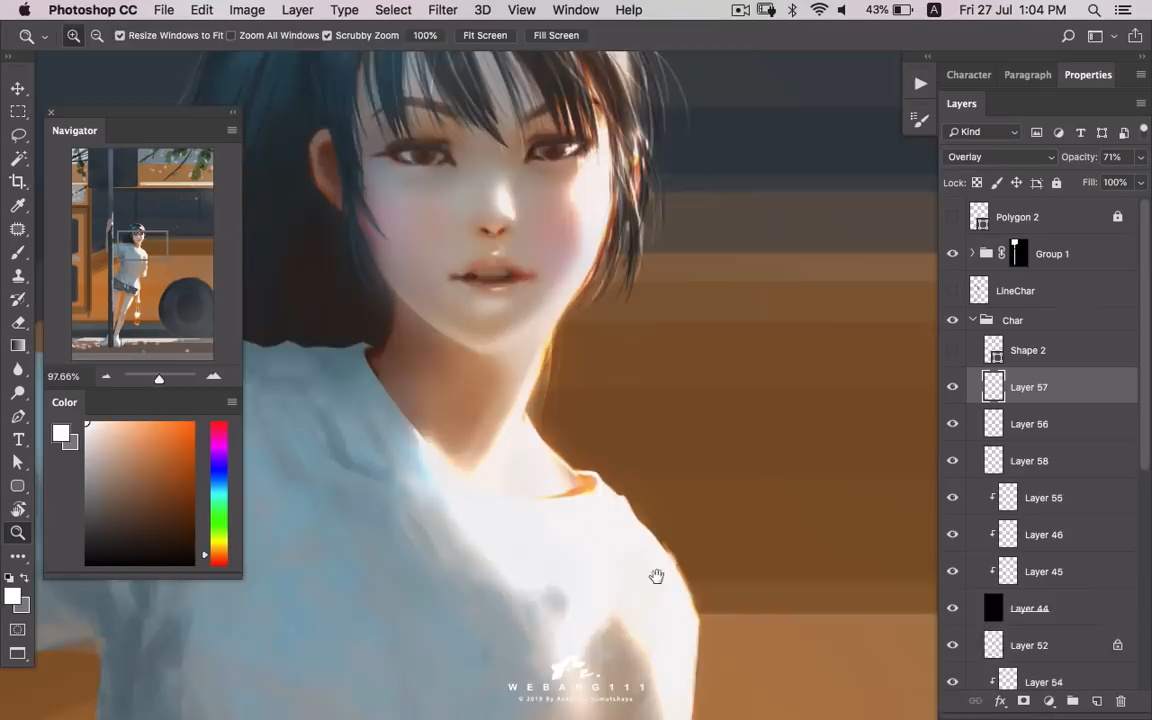 Photoshop CC File Edit Image Layer Type Select Filter 3D View Window Help 43% A Fri 27 Jul 1:04 PM
Resize Windows to Fit Zoom All Windows Scrubby Zoom 100% Fit Screen Fill Screen
Character Paragraph Properties
Layers
Kind
Overlay Opacity: 71%
Lock: Fill: 100%
Polygon 2
Group 1
LineChar
Char
Shape 2
Layer 57
Layer 56
Layer 58
Layer 55
Layer 46
Layer 45
Layer 44
Layer 52
Layer 54
fx
Navigator
97.66%
Color
WEBANG111